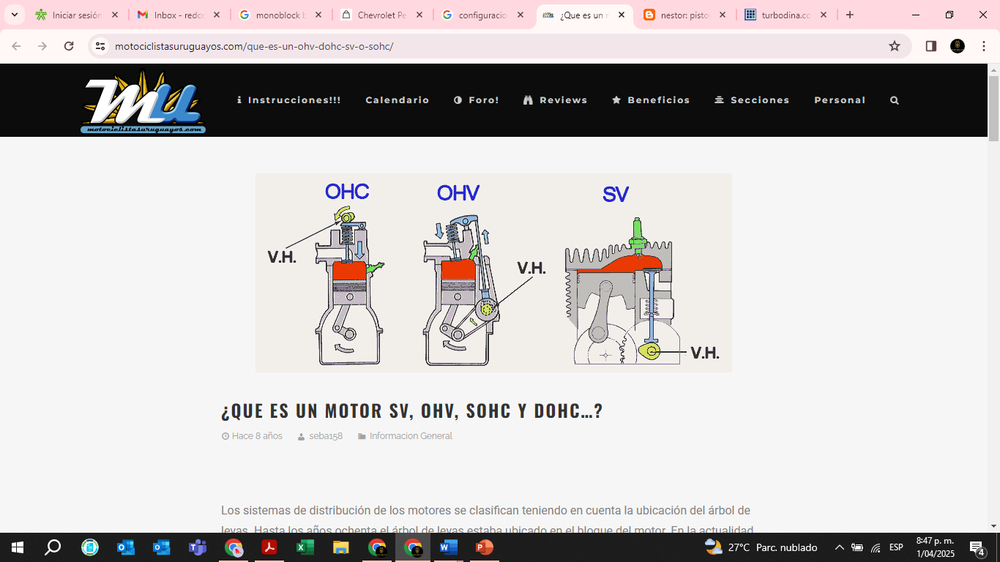 Iniciar sesión
Inbox - redce
monoblock b
Chevrolet Pe
configuracio
¿Que es un r
nestor: pisto
turbodina.co
motociclistasuruguayos.com/que-es-un-ohv-dohc-sv-o-sohc/
MU
motociclistasuruguayos.com
Instrucciones!!!
Calendario
Foro!
Reviews
Beneficios
Secciones
Personal
OHC
OHV
SV
V.H.
V.H.
V.H.
¿QUE ES UN MOTOR SV, OHV, SOHC Y DOHC...?
Hace 8 años seba158 Informacion General
Los sistemas de distribución de los motores se clasifican teniendo en cuenta la ubicación del árbol de
levas. Hasta los años ochenta el árbol de levas estaba ubicado en el bloque del motor. En la actualidad
27°C Parc. nublado
ESP
8:47 p. m.
1/04/2025
4